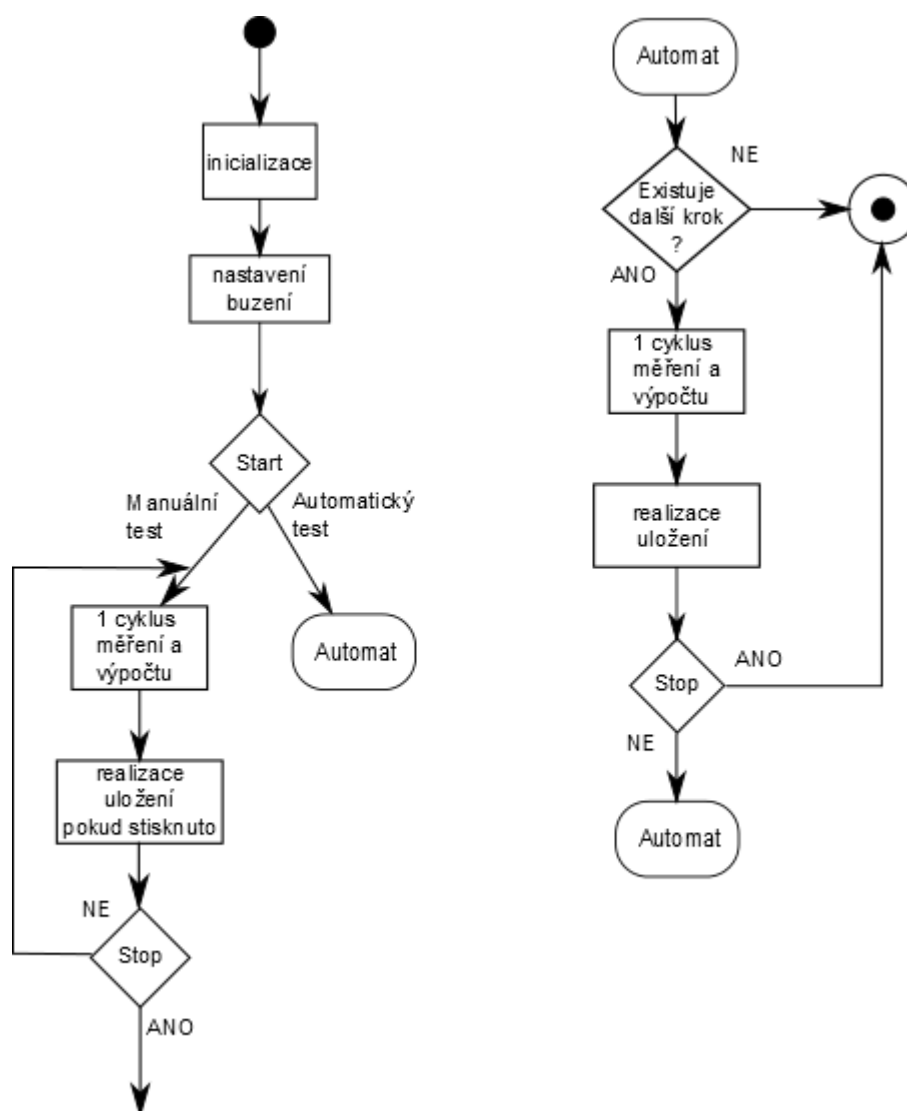 inicializace
nastavení
buzení
Start
Manuální
test
Automatický
test
1 cyklus
měření a
výpočtu
Automat
realizace
uložení
pokud stisknuto
NE
Stop
ANO
Automat
NE
Existuje
další krok
?
ANO
1 cyklus
měření a
výpočtu
realizace
uložení
Stop
ANO
NE
Automat